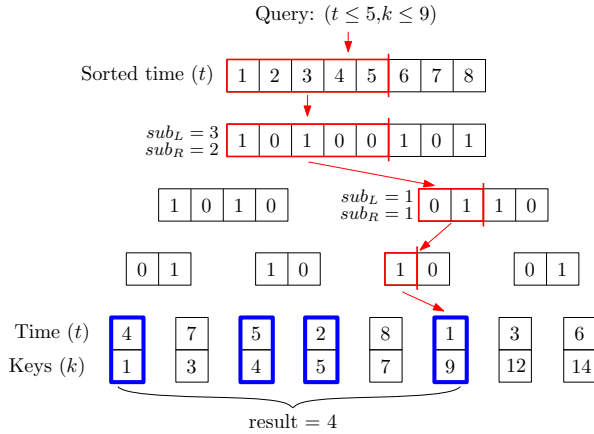 Query: (t ≤ 5,k ≤ 9)
Sorted time (t) 1 2 3 4 5 6 7 8
sub_L = 3
sub_R = 2
1 0 1 0 0 1 0 1
1 0 1 0
sub_L = 1
sub_R = 1
0 1 1 0
0 1 1 0 1 0 0 1
Time (t) 4 7 5 2 8 1 3 6
Keys (k) 1 3 4 5 7 9 12 14
result = 4